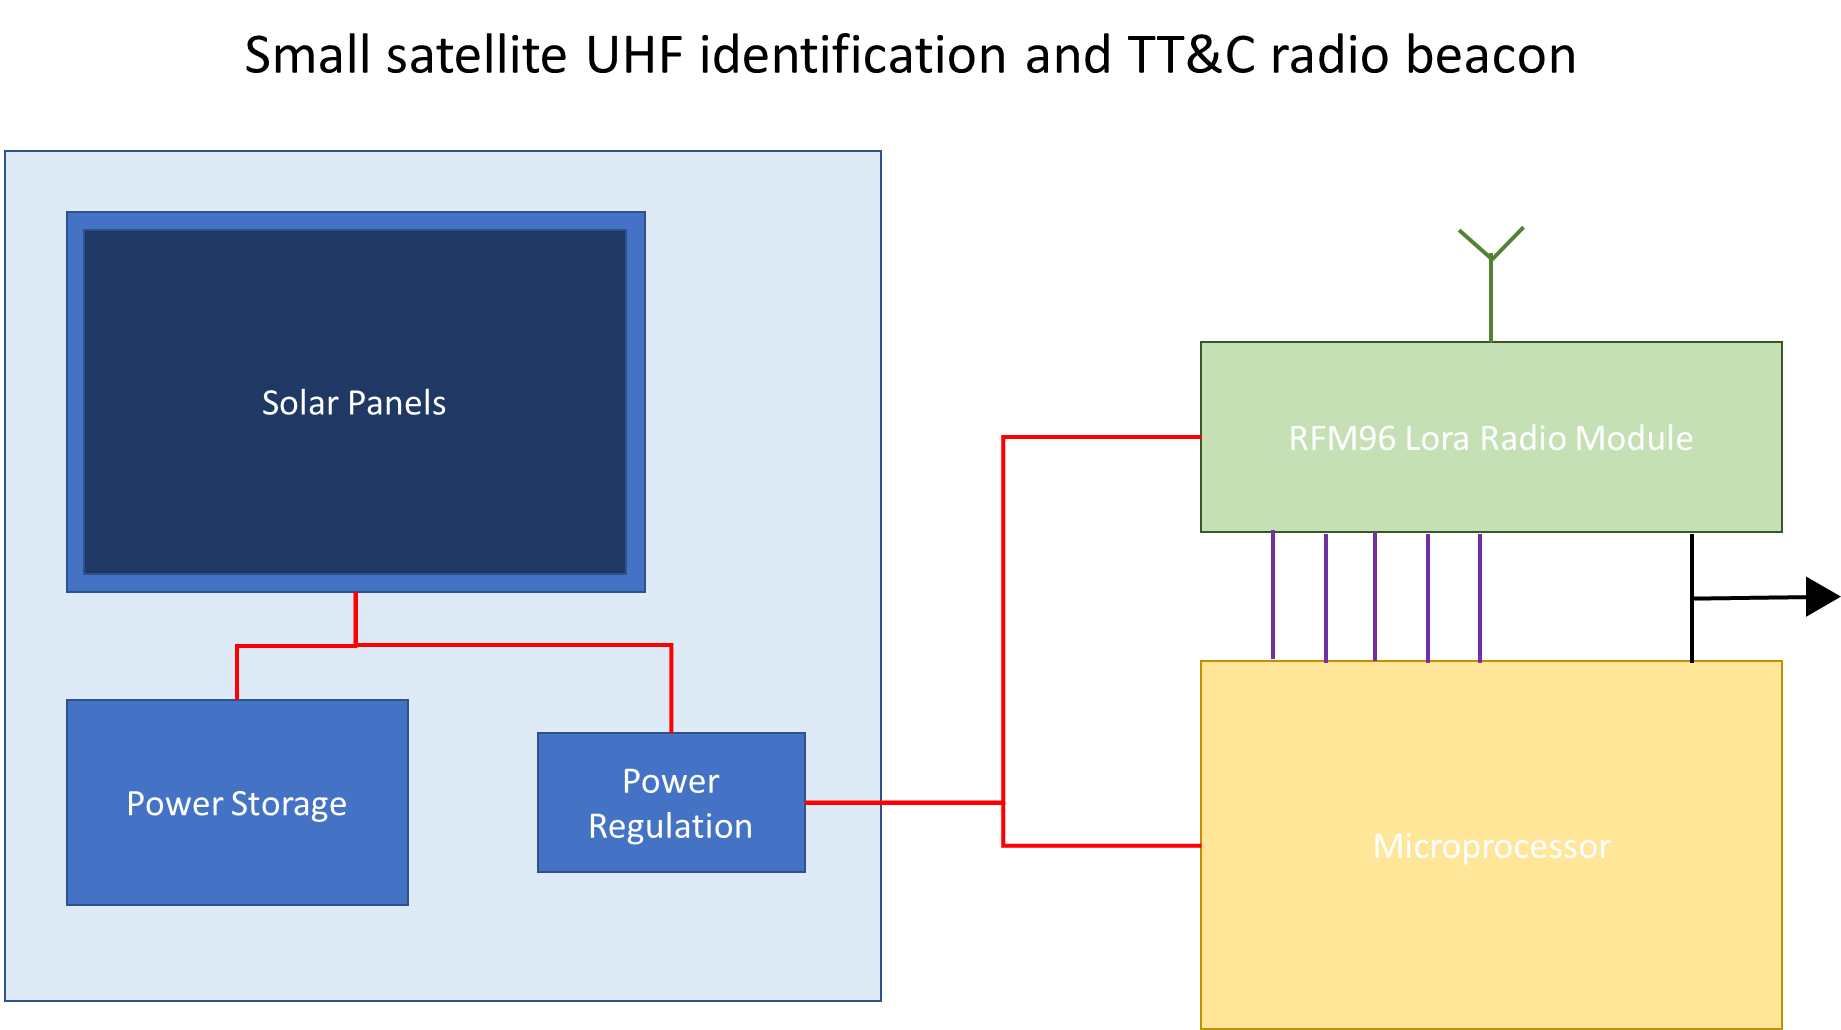 Small satellite UHF identification and TT&C radio beacon
Solar Panels
RFM96 Lora Radio Module
Power Storage
Power
Regulation
Microprocessor